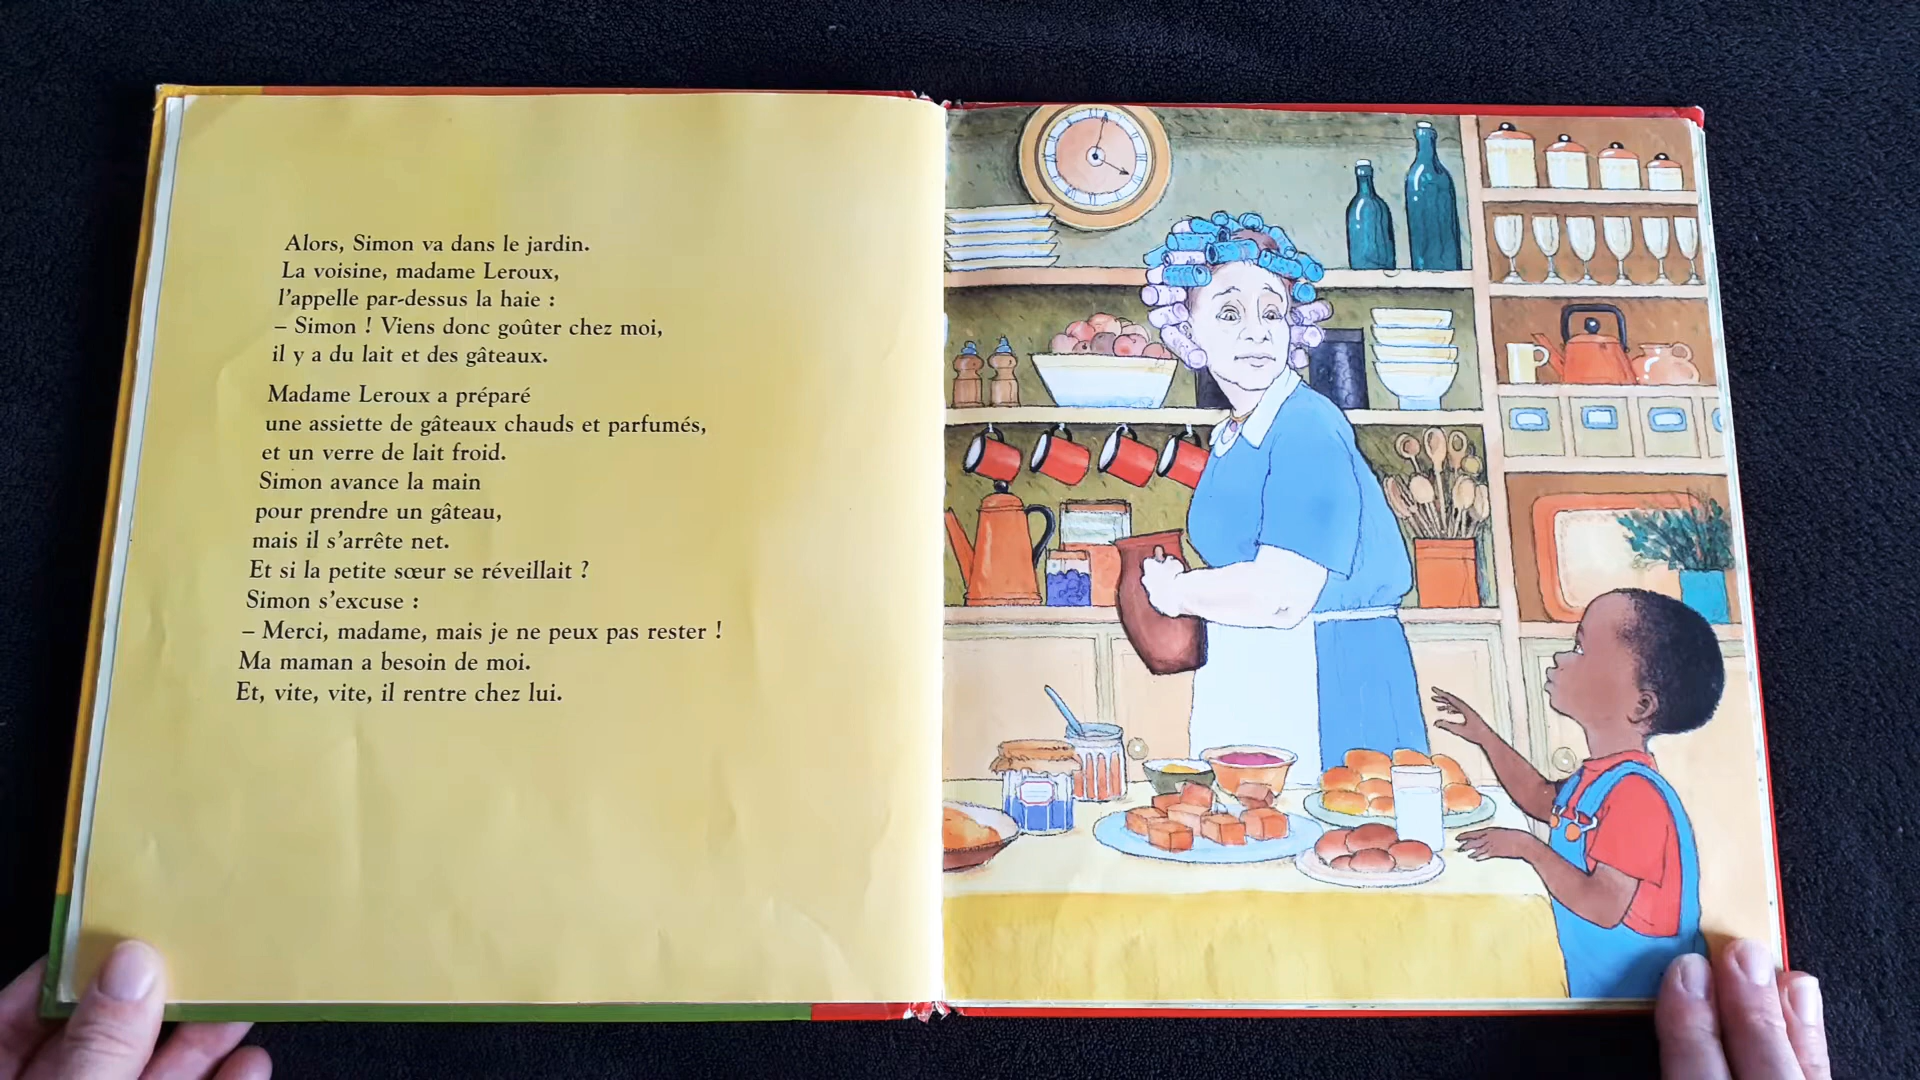 Alors, Simon va dans le jardin.
La voisine, madame Leroux,
l'appelle par-dessus la haie :
– Simon ! Viens donc goûter chez moi,
il y a du lait et des gâteaux.
Madame Leroux a préparé
une assiette de gâteaux chauds et parfumés,
et un verre de lait froid.
Simon avance la main
pour prendre un gâteau,
mais il s'arrête net.
Et si la petite sœur se réveillait ?
Simon s'excuse :
– Merci, madame, mais je ne peux pas rester !
Ma maman a besoin de moi.
Et, vite, vite, il rentre chez lui.